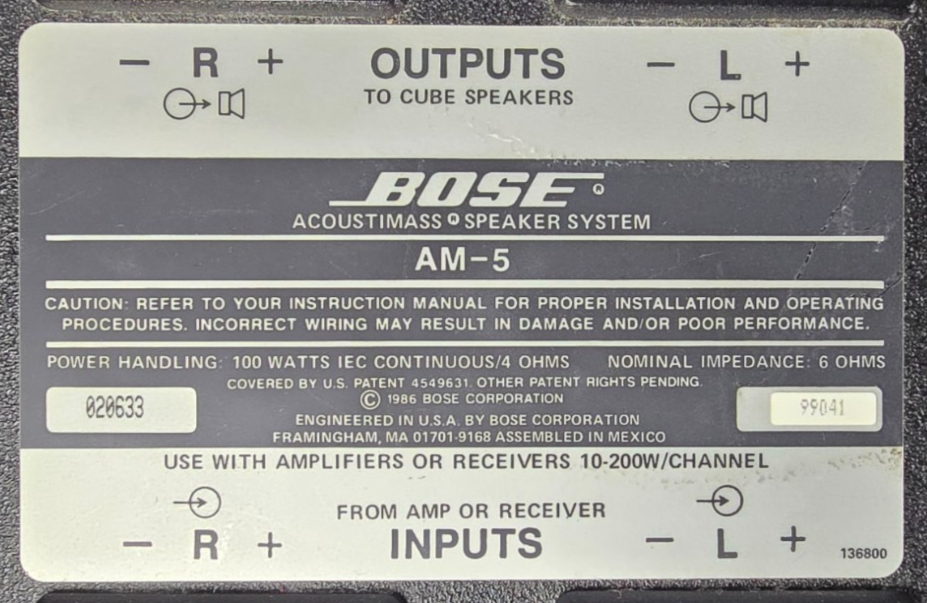 − R + OUTPUTS − L +
TO CUBE SPEAKERS
BOSE®
ACOUSTIMASS® SPEAKER SYSTEM
AM-5
CAUTION: REFER TO YOUR INSTRUCTION MANUAL FOR PROPER INSTALLATION AND OPERATING
PROCEDURES. INCORRECT WIRING MAY RESULT IN DAMAGE AND/OR POOR PERFORMANCE.
POWER HANDLING: 100 WATTS IEC CONTINUOUS/4 OHMS NOMINAL IMPEDANCE: 6 OHMS
COVERED BY U.S. PATENT 4549631. OTHER PATENT RIGHTS PENDING.
© 1986 BOSE CORPORATION
020633 99041
ENGINEERED IN U.S.A. BY BOSE CORPORATION
FRAMINGHAM, MA 01701-9168 ASSEMBLED IN MEXICO
USE WITH AMPLIFIERS OR RECEIVERS 10-200W/CHANNEL
FROM AMP OR RECEIVER
− R + INPUTS − L +
136800